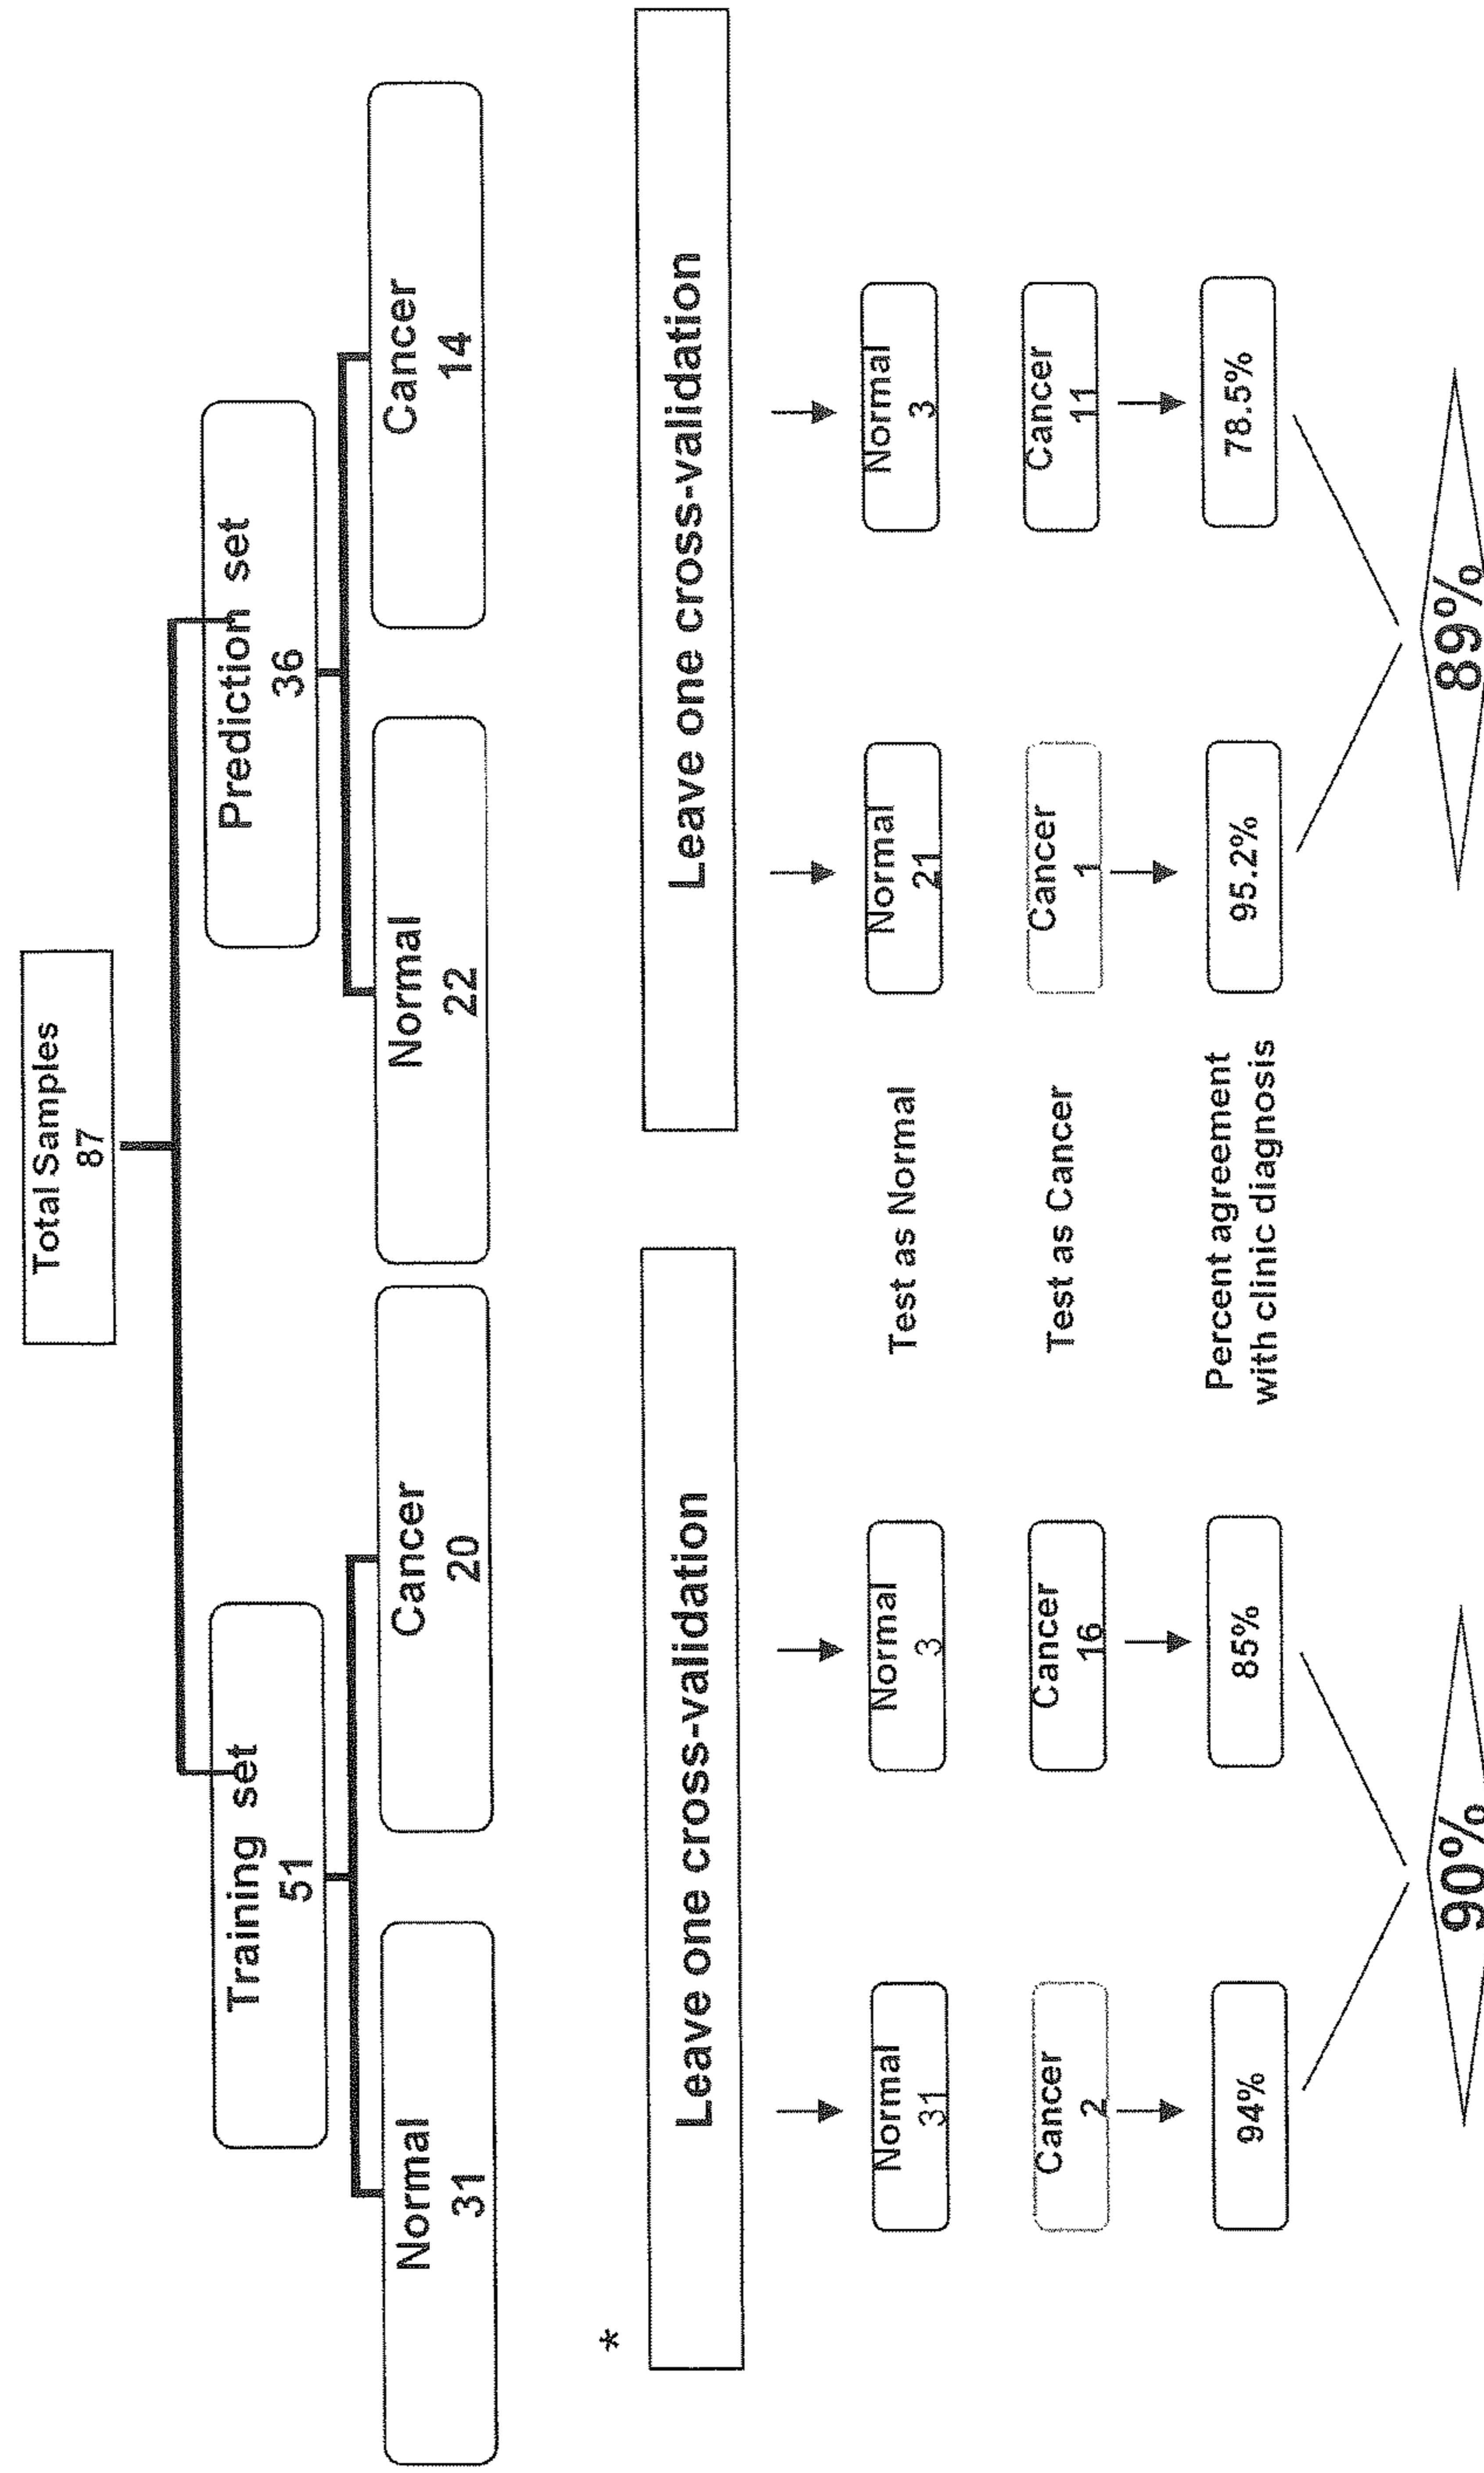 Total Samples
87
Training set
51
Prediction set
36
Normal
31
Cancer
20
Normal
22
Cancer
14
*
Leave one cross-validation
Leave one cross-validation
Normal
31
Normal
3
Test as Normal
Normal
21
Normal
3
Cancer
2
Cancer
16
Test as Cancer
Cancer
1
Cancer
11
94%
85%
Percent agreement
with clinic diagnosis
95.2%
78.5%
90%
89%